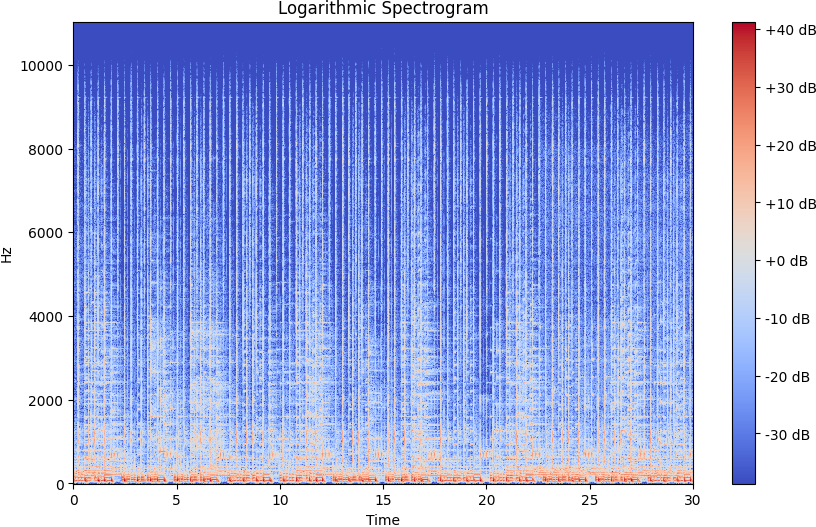 Logarithmic Spectrogram
Hz
10000
8000
6000
4000
2000
0
0 5 10 15 20 25 30
Time
+40 dB
+30 dB
+20 dB
+10 dB
+0 dB
-10 dB
-20 dB
-30 dB